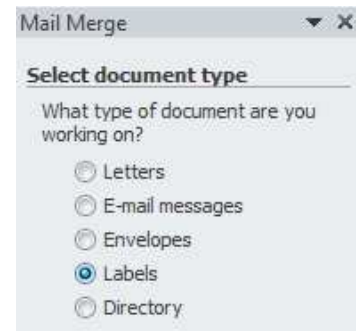 Mail Merge
Select document type
What type of document are you
working on?
Letters
E-mail messages
Envelopes
Labels
Directory